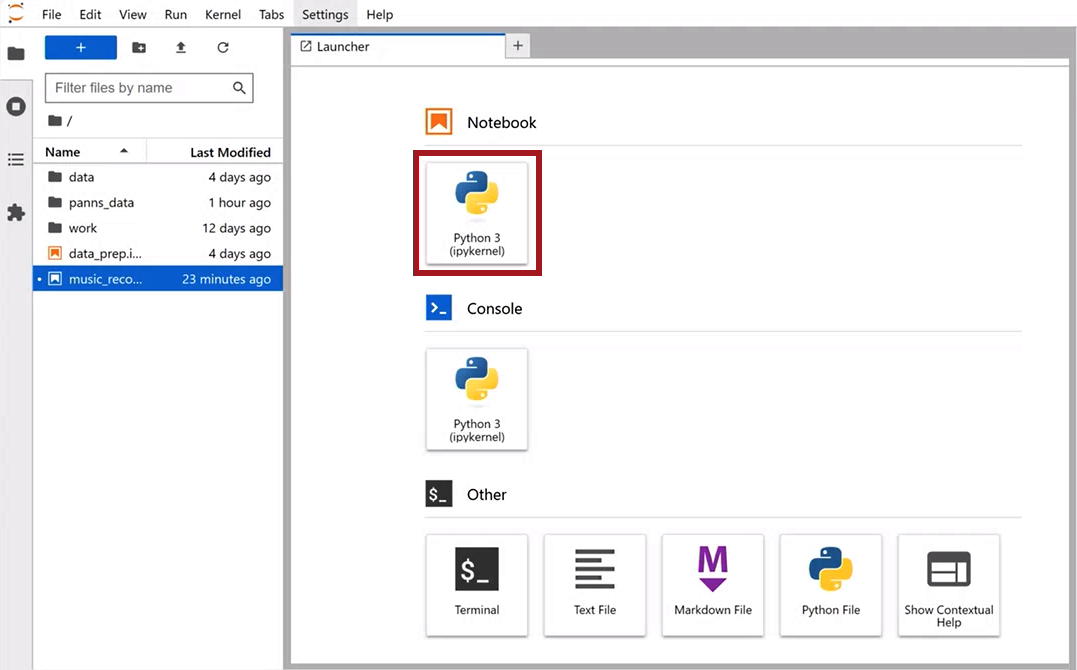 File Edit View Run Kernel Tabs Settings Help
+
Filter files by name
/
Name Last Modified
data 4 days ago
panns_data 1 hour ago
work 12 days ago
data_prep.i... 4 days ago
music_reco... 23 minutes ago
Launcher +
Notebook
Python 3
(ipykernel)
>_ Console
Python 3
(ipykernel)
$_ Other
$_
Terminal
Text File
M
Markdown File
Python File
Show Contextual
Help